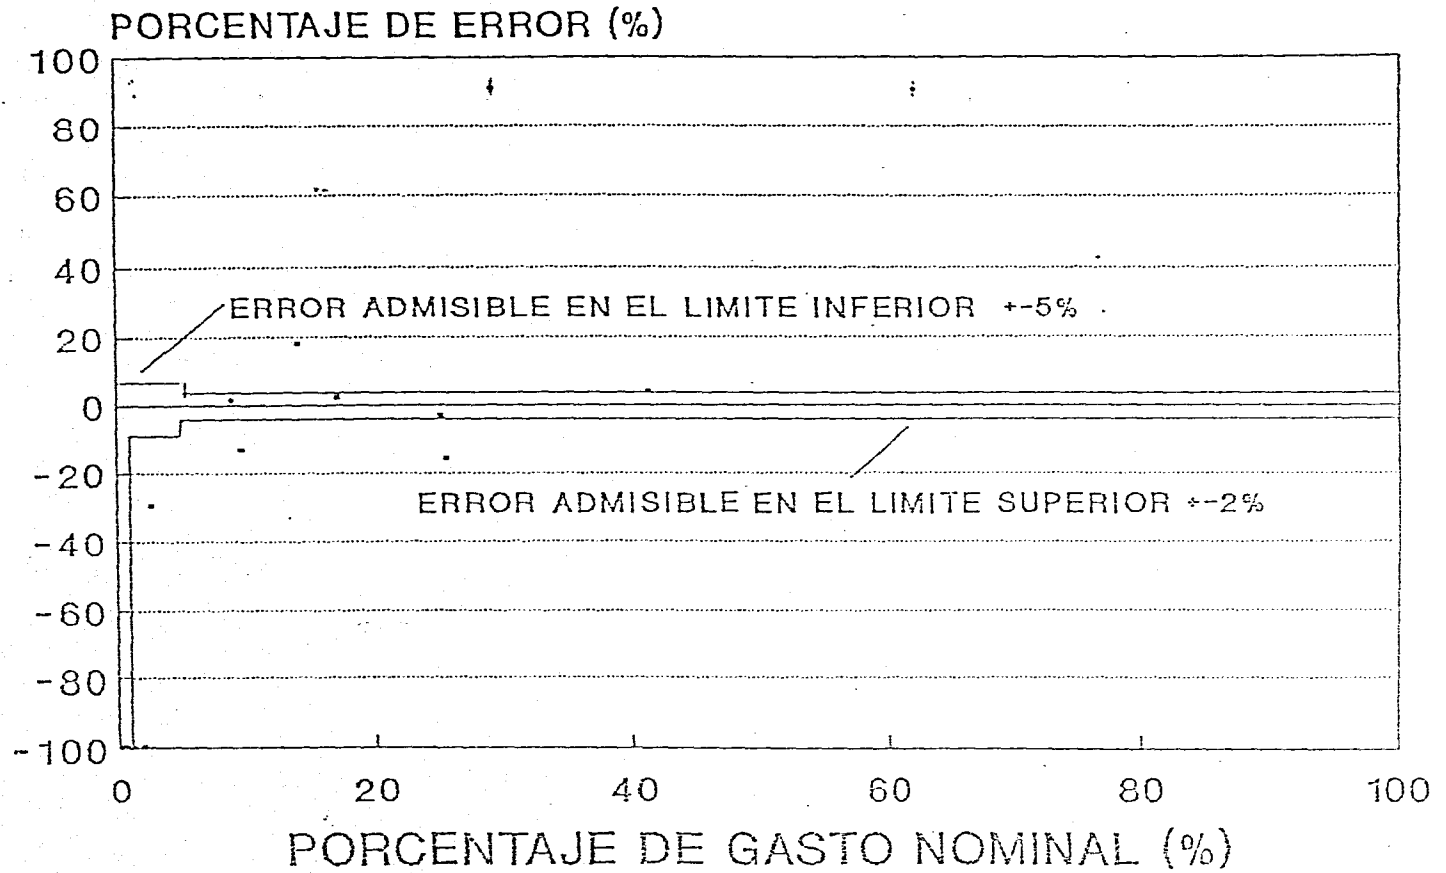 PORCENTAJE DE ERROR (%)
100
80
60
40
ERROR ADMISIBLE EN EL LIMITE INFERIOR +-5%
20
0
-20
ERROR ADMISIBLE EN EL LIMITE SUPERIOR +-2%
-40
-60
-80
-100
0 20 40 60 80 100
PORCENTAJE DE GASTO NOMINAL (%)